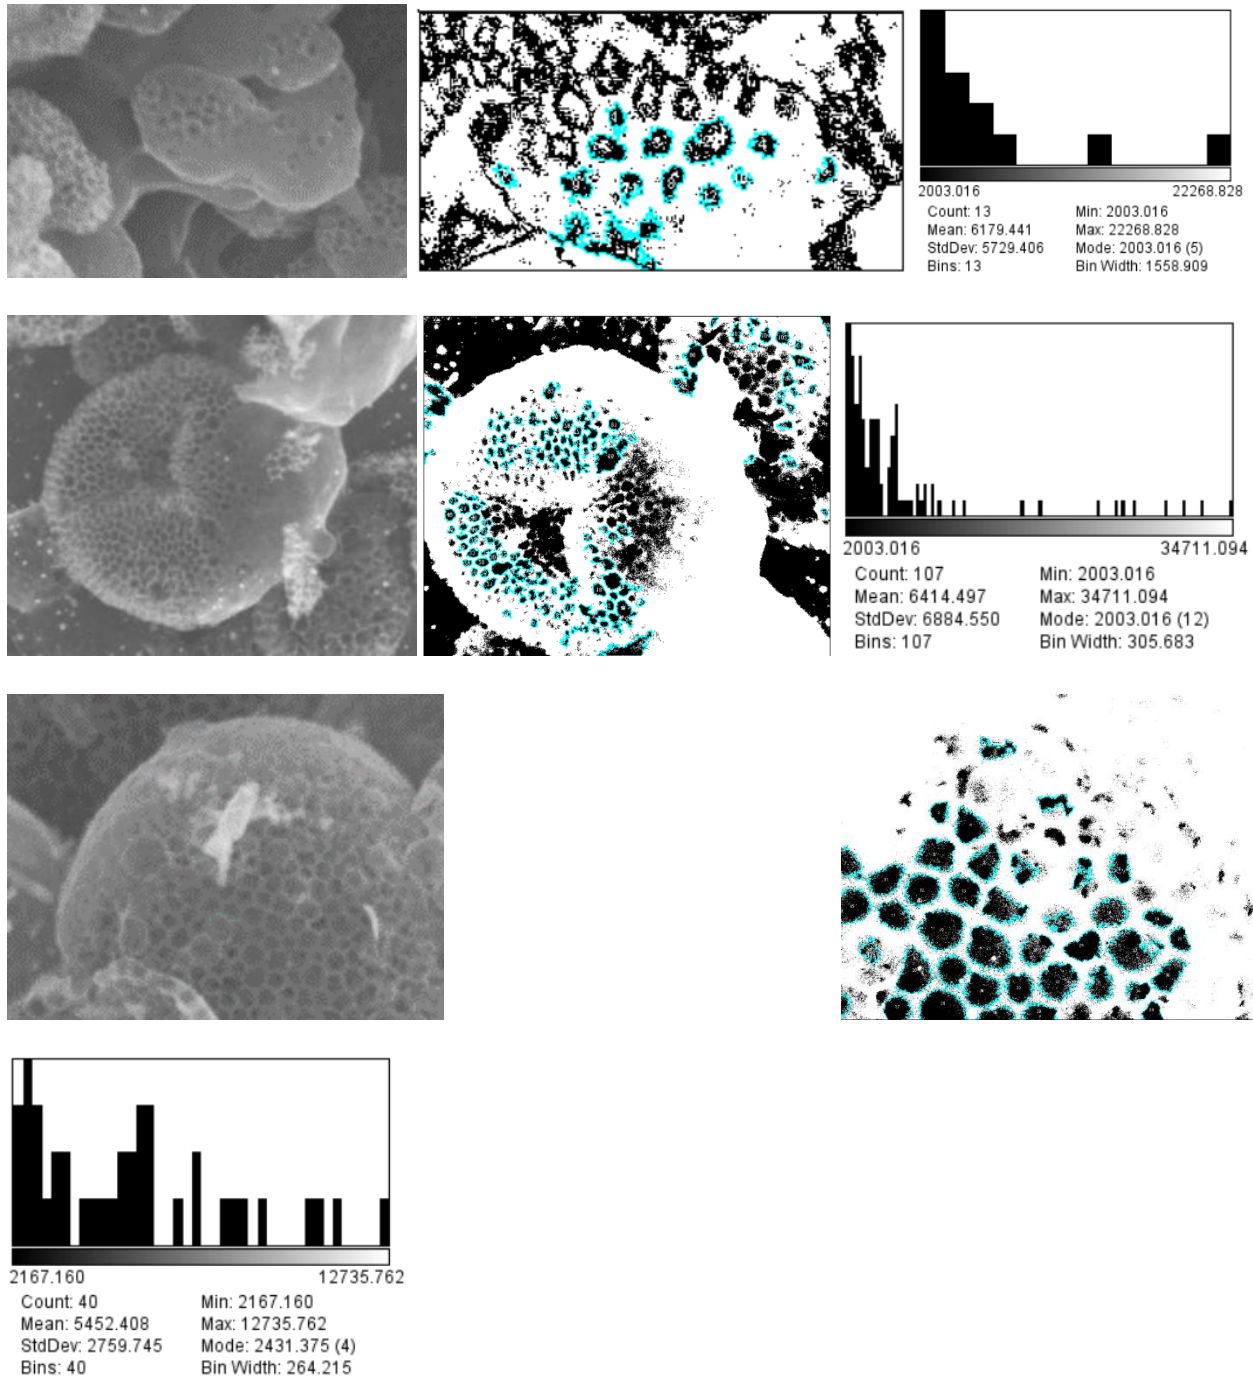 2003.016 22268.828
Count: 13 Min: 2003.016
Mean: 6179.441 Max: 22268.828
StdDev: 5729.406 Mode: 2003.016 (5)
Bins: 13 Bin Width: 1558.909
2003.016 34711.094
Count: 107 Min: 2003.016
Mean: 6414.497 Max: 34711.094
StdDev: 6884.550 Mode: 2003.016 (12)
Bins: 107 Bin Width: 305.683
2167.160 12735.762
Count: 40 Min: 2167.160
Mean: 5452.408 Max: 12735.762
StdDev: 2759.745 Mode: 2431.375 (4)
Bins: 40 Bin Width: 264.215